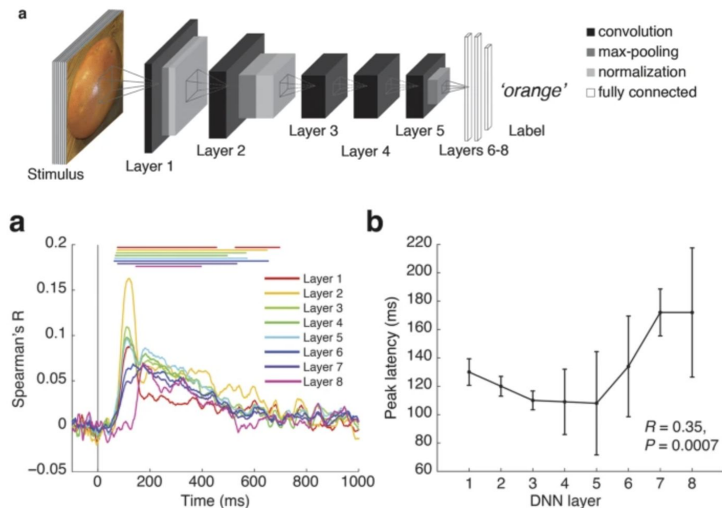 a
convolution
max-pooling
normalization
fully connected
'orange'
Stimulus
Layer 1
Layer 2
Layer 3
Layer 4
Layer 5
Layers 6-8
Label
a
0.2
0.15
0.1
0.05
0
−0.05
Spearman's R
Layer 1
Layer 2
Layer 3
Layer 4
Layer 5
Layer 6
Layer 7
Layer 8
0 200 400 600 800 1000
Time (ms)
b
220
200
180
160
140
120
100
80
60
Peak latency (ms)
R = 0.35,
P = 0.0007
1 2 3 4 5 6 7 8
DNN layer